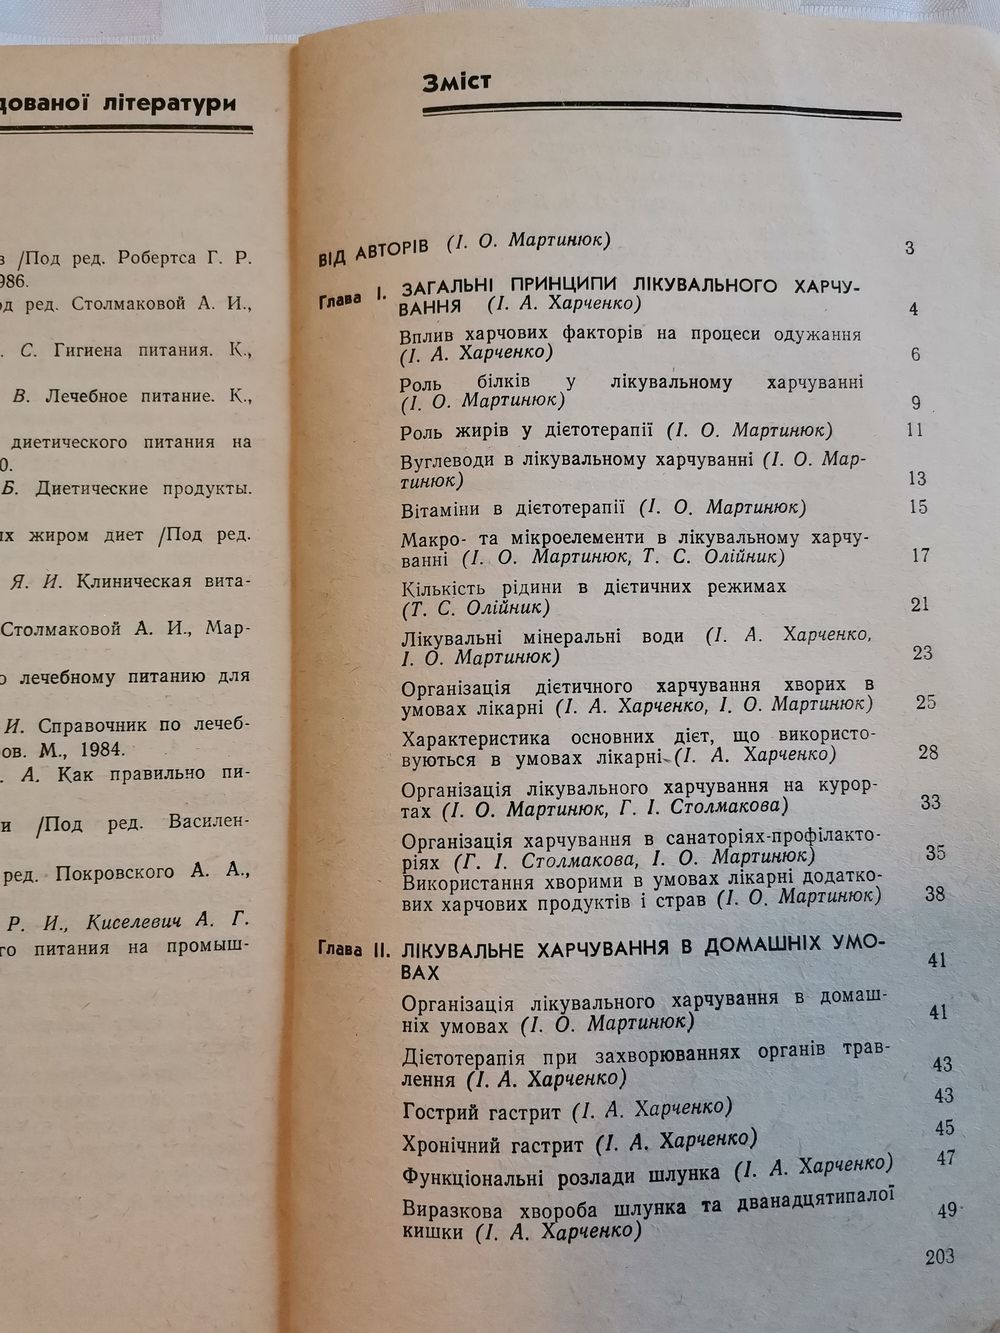 дованої літератури
з /Под ред. Робертса Г. Р.
986.
од ред. Столмаковой А. И.,
. С. Гигиена питания. К.,
В. Лечебное питание. К.,
диетического питания на
0.
Б. Диетические продукты.
ых жиром диет /Под ред.
Я. И. Клиническая вита-
Столмаковой А. И., Мар-
о лечебному питанию для
И. Справочник по лечеб-
ов. М., 1984.
. А. Как правильно пи-
и /Под ред. Василен-
ред. Покровского А. А.,
Р. И., Киселевич А. Г.
го питания на промыш-
Зміст
ВІД АВТОРІВ (І. О. Мартинюк) 3
Глава І. ЗАГАЛЬНІ ПРИНЦИПИ ЛІКУВАЛЬНОГО ХАРЧУ-
ВАННЯ (І. А. Харченко) 4
Вплив харчових факторів на процеси одужання
(І. А. Харченко) 6
Роль білків у лікувальному харчуванні
(І. О. Мартинюк) 9
Роль жирів у дієтотерапії (І. О. Мартинюк) 11
Вуглеводи в лікувальному харчуванні (І. О. Мар-
тинюк) 13
Вітаміни в дієтотерапії (І. О. Мартинюк) 15
Макро- та мікроелементи в лікувальному харчу-
ванні (І. О. Мартинюк, Т. С. Олійник) 17
Кількість рідини в дієтичних режимах
(Т. С. Олійник) 21
Лікувальні мінеральні води (І. А. Харченко,
І. О. Мартинюк) 23
Організація дієтичного харчування хворих в
умовах лікарні (І. А. Харченко, І. О. Мартинюк) 25
Характеристика основних дієт, що використо-
вуються в умовах лікарні (І. А. Харченко) 28
Організація лікувального харчування на курор-
тах (І. О. Мартинюк, Г. І. Столмакова) 33
Організація харчування в санаторіях-профілакто-
ріях (Г. І. Столмакова, І. О. Мартинюк) 35
Використання хворими в умовах лікарні додатко-
вих харчових продуктів і страв (І. О. Мартинюк) 38
Глава ІІ. ЛІКУВАЛЬНЕ ХАРЧУВАННЯ В ДОМАШНІХ УМО-
ВАХ 41
Організація лікувального харчування в домаш-
ніх умовах (І. О. Мартинюк) 41
Дієтотерапія при захворюваннях органів трав-
лення (І. А. Харченко) 43
Гострий гастрит (І. А. Харченко) 43
Хронічний гастрит (І. А. Харченко) 45
Функціональні розлади шлунка (І. А. Харченко) 47
Виразкова хвороба шлунка та дванадцятипалої
кишки (І. А. Харченко) 49
203